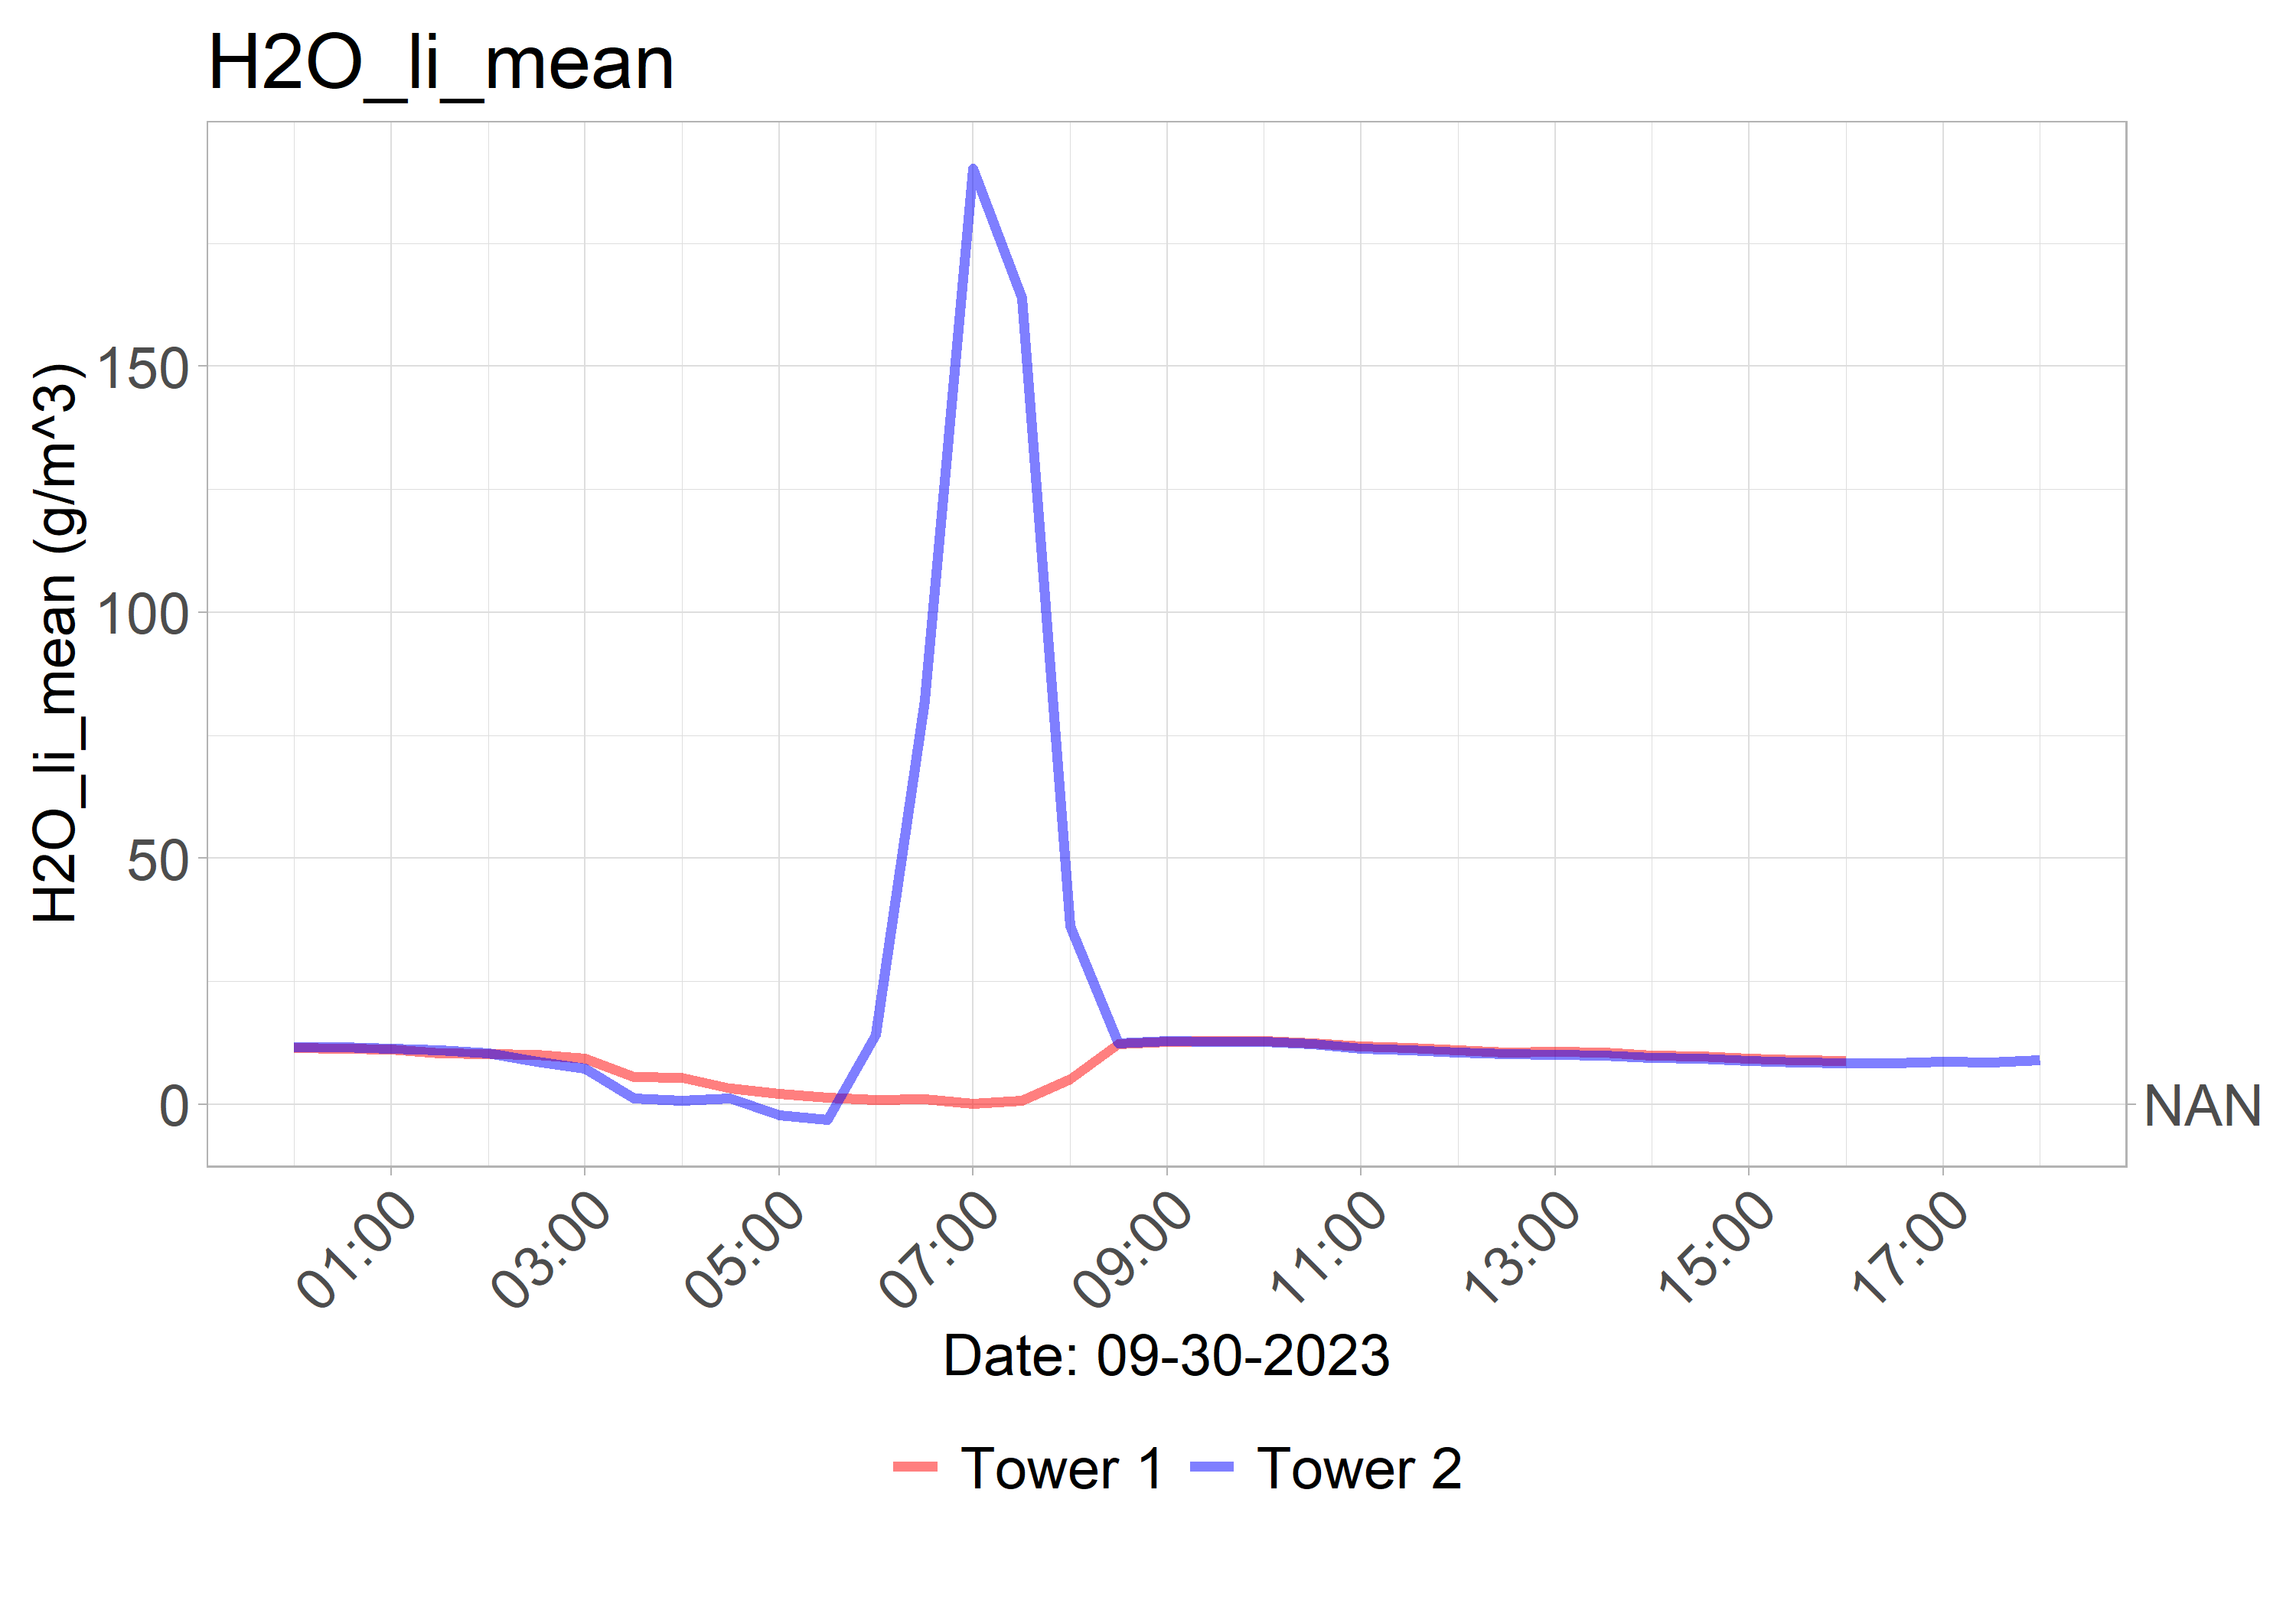 H2O_li_mean
H2O_li_mean (g/m^3)
150
100
50
0
NAN
01:00
03:00
05:00
07:00
09:00
11:00
13:00
15:00
17:00
Date: 09-30-2023
Tower 1
Tower 2